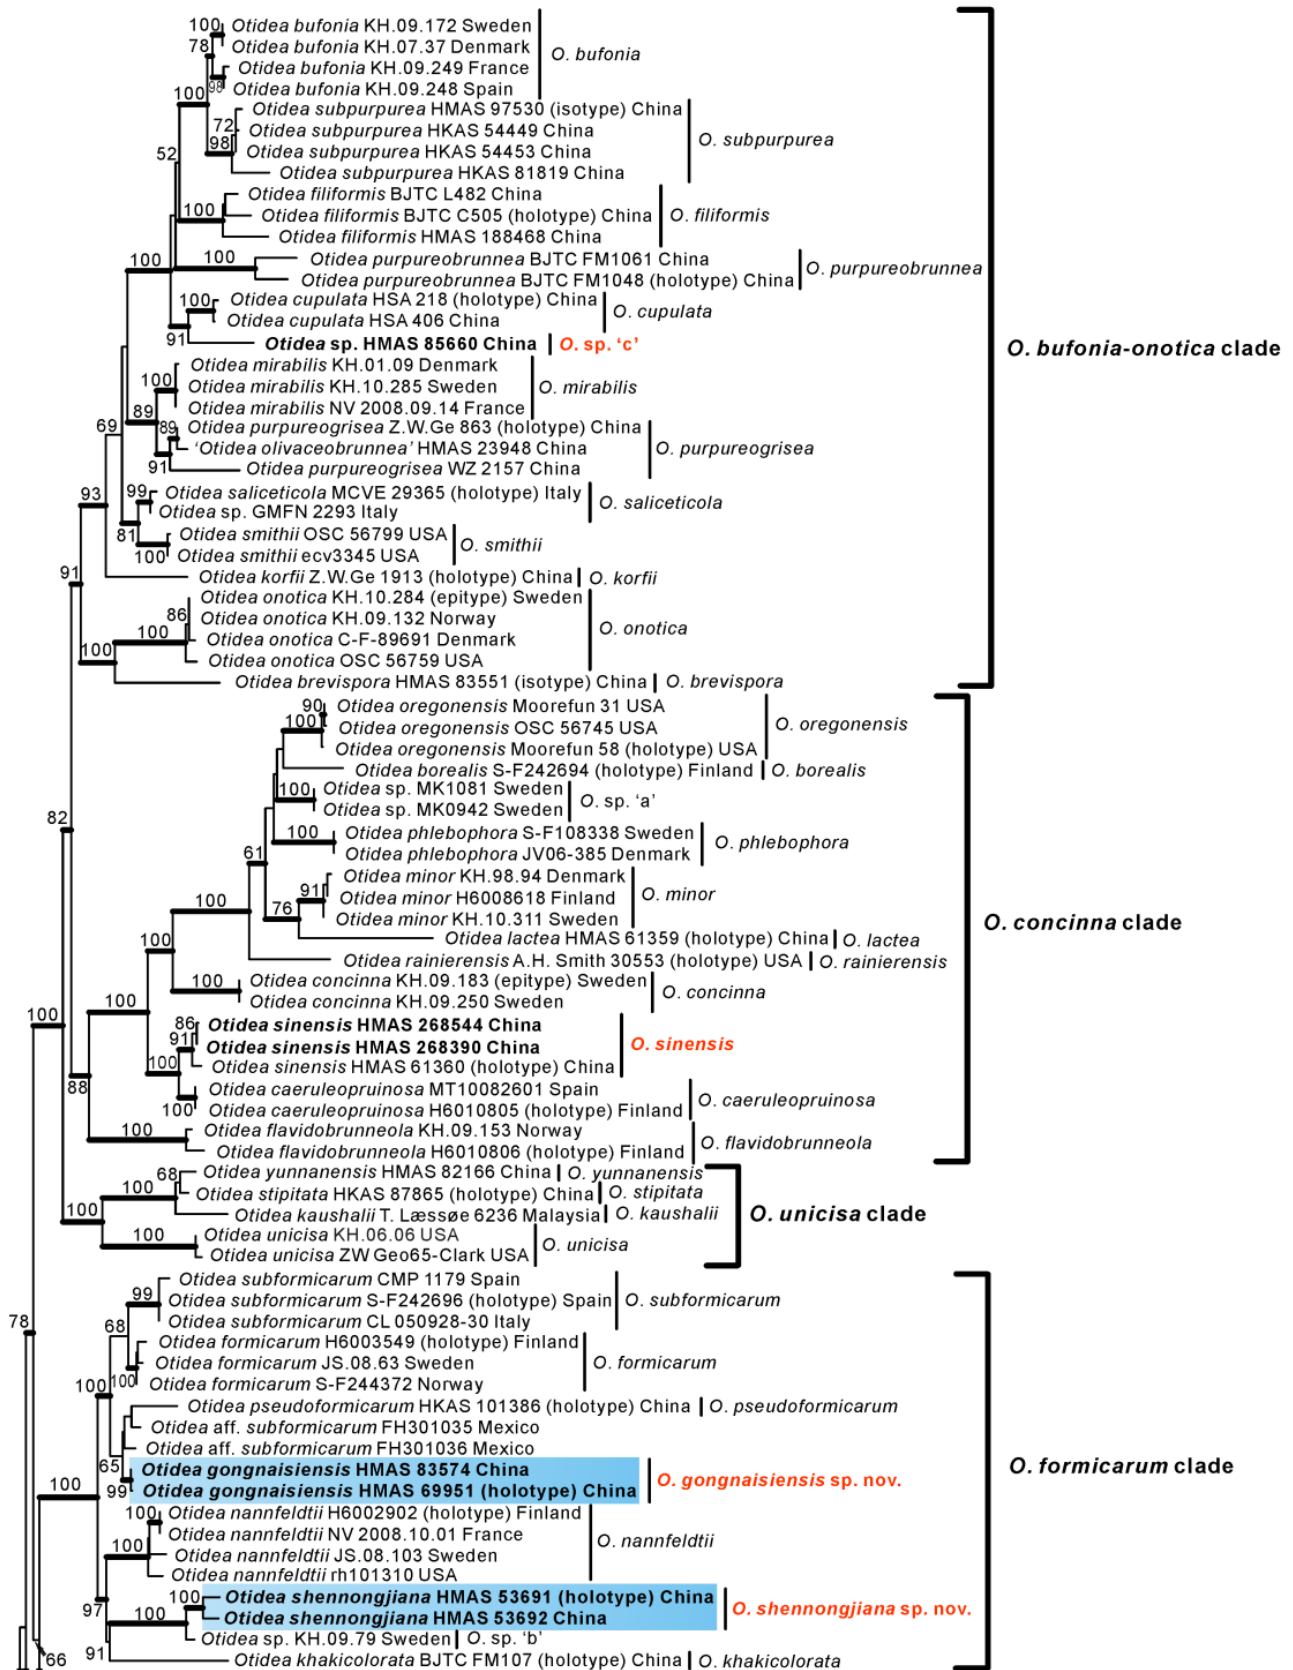 100 Otidea bufonia KH.09.172 Sweden
78 Otidea bufonia KH.07.37 Denmark
O. bufonia
Otidea bufonia KH.09.249 France
98 Otidea bufonia KH.09.248 Spain
100
Otidea subpurpurea HMAS 97530 (isotype) China
72 Otidea subpurpurea HKAS 54449 China
O. subpurpurea
98 Otidea subpurpurea HKAS 54453 China
52
Otidea subpurpurea HKAS 81819 China
Otidea filiformis BJTC L482 China
100 Otidea filiformis BJTC C505 (holotype) China O. filiformis
Otidea filiformis HMAS 188468 China
100 100 Otidea purpureobrunnea BJTC FM1061 China
O. purpureobrunnea
Otidea purpureobrunnea BJTC FM1048 (holotype) China
100 Otidea cupulata HSA 218 (holotype) China
O. cupulata
Otidea cupulata HSA 406 China
91 Otidea sp. HMAS 85660 China O. sp. ‘c’
O. bufonia-onotica clade
Otidea mirabilis KH.01.09 Denmark
100 Otidea mirabilis KH.10.285 Sweden O. mirabilis
89 Otidea mirabilis NV 2008.09.14 France
69 89 Otidea purpureogrisea Z.W.Ge 863 (holotype) China
‘Otidea olivaceobrunnea’ HMAS 23948 China O. purpureogrisea
91 Otidea purpureogrisea WZ 2157 China
93 99 Otidea saliceticola MCVE 29365 (holotype) Italy
O. saliceticola
Otidea sp. GMFN 2293 Italy
81 Otidea smithii OSC 56799 USA
O. smithii
100 Otidea smithii ecv3345 USA
91 Otidea korfii Z.W.Ge 1913 (holotype) China O. korfii
Otidea onotica KH.10.284 (epitype) Sweden
86 Otidea onotica KH.09.132 Norway
O. onotica
100 Otidea onotica C-F-89691 Denmark
100 Otidea onotica OSC 56759 USA
Otidea brevispora HMAS 83551 (isotype) China O. brevispora
90 Otidea oregonensis Moorefun 31 USA
100 Otidea oregonensis OSC 56745 USA O. oregonensis
Otidea oregonensis Moorefun 58 (holotype) USA
Otidea borealis S-F242694 (holotype) Finland O. borealis
100 Otidea sp. MK1081 Sweden
O. sp. ‘a’
Otidea sp. MK0942 Sweden
82
100 Otidea phlebophora S-F108338 Sweden
O. phlebophora
61 Otidea phlebophora JV06-385 Denmark
91 Otidea minor KH.98.94 Denmark
Otidea minor H6008618 Finland O. minor
100 76 Otidea minor KH.10.311 Sweden
O. concinna clade
Otidea lactea HMAS 61359 (holotype) China O. lactea
100
Otidea rainierensis A.H. Smith 30553 (holotype) USA O. rainierensis
100 Otidea concinna KH.09.183 (epitype) Sweden
O. concinna
Otidea concinna KH.09.250 Sweden
100 100 86 Otidea sinensis HMAS 268544 China
91 Otidea sinensis HMAS 268390 China O. sinensis
100 Otidea sinensis HMAS 61360 (holotype) China
88 Otidea caeruleopruinosa MT10082601 Spain
O. caeruleopruinosa
100 Otidea caeruleopruinosa H6010805 (holotype) Finland
100 Otidea flavidobrunneola KH.09.153 Norway
O. flavidobrunneola
Otidea flavidobrunneola H6010806 (holotype) Finland
68 Otidea yunnanensis HMAS 82166 China O. yunnanensis
100 Otidea stipitata HKAS 87865 (holotype) China O. stipitata
100 Otidea kaushalii T. Læssøe 6236 Malaysia O. kaushalii
O. unicisa clade
100 Otidea unicisa KH.06.06 USA
O. unicisa
Otidea unicisa ZW Geo65-Clark USA
Otidea subformicarum CMP 1179 Spain
99 Otidea subformicarum S-F242696 (holotype) Spain O. subformicarum
78 68 Otidea subformicarum CL 050928-30 Italy
Otidea formicarum H6003549 (holotype) Finland
Otidea formicarum JS.08.63 Sweden O. formicarum
100 100 Otidea formicarum S-F244372 Norway
Otidea pseudoformicarum HKAS 101386 (holotype) China O. pseudoformicarum
Otidea aff. subformicarum FH301035 Mexico
Otidea aff. subformicarum FH301036 Mexico
65 Otidea gongnaisiensis HMAS 83574 China
O. gongnaisiensis sp. nov.
O. formicarum clade
100 99 Otidea gongnaisiensis HMAS 69951 (holotype) China
100 Otidea nannfeldtii H6002902 (holotype) Finland
Otidea nannfeldtii NV 2008.10.01 France
O. nannfeldtii
100 Otidea nannfeldtii JS.08.103 Sweden
Otidea nannfeldtii rh101310 USA
100 Otidea shennongjiana HMAS 53691 (holotype) China
O. shennongjiana sp. nov.
97 100 Otidea shennongjiana HMAS 53692 China
Otidea sp. KH.09.79 Sweden O. sp. ‘b’
66 91 Otidea khakicolorata BJTC FM107 (holotype) China O. khakicolorata